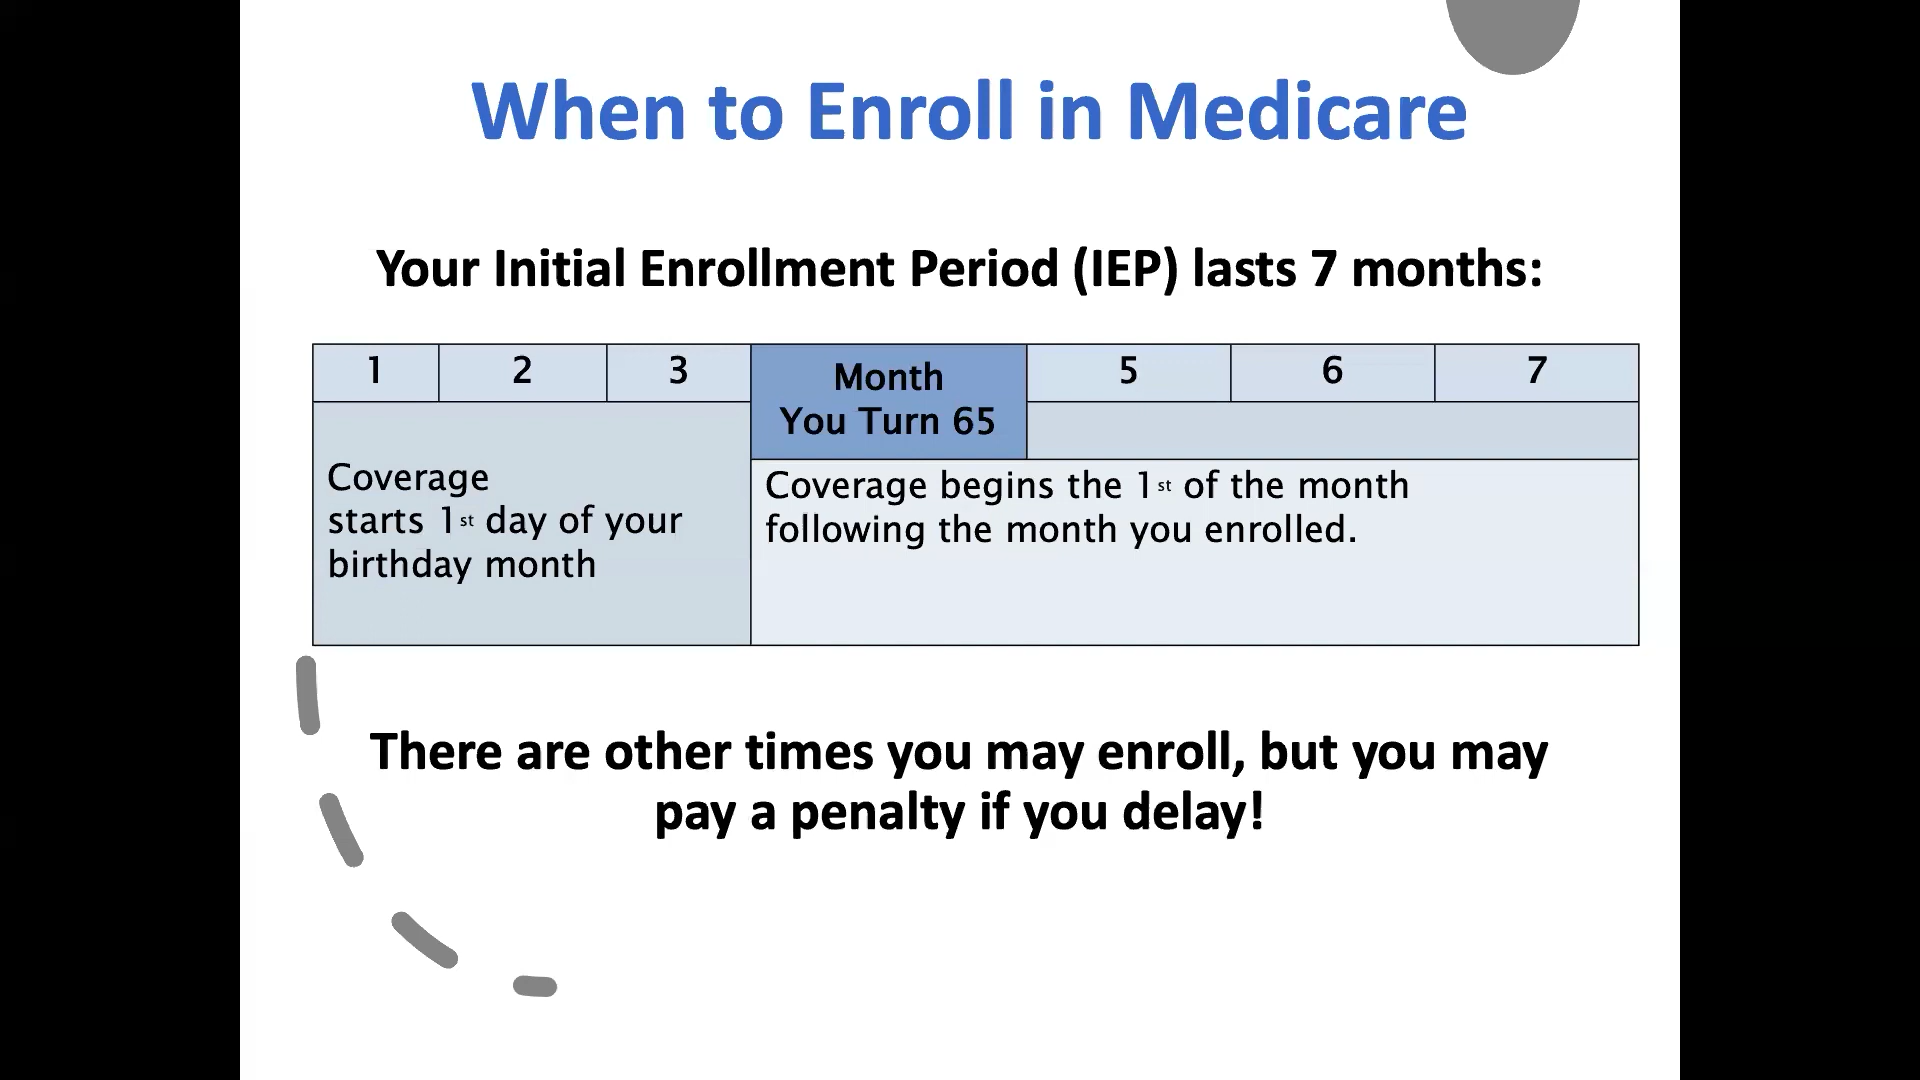 When to Enroll in Medicare
Your Initial Enrollment Period (IEP) lasts 7 months:
1 2 3 Month 5 6 7
You Turn 65
Coverage
starts 1st day of your
birthday month
Coverage begins the 1st of the month
following the month you enrolled.
There are other times you may enroll, but you may
pay a penalty if you delay!